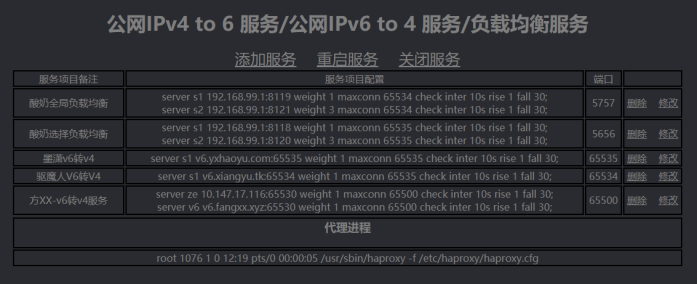 公网IPv4 to 6 服务/公网IPv6 to 4 服务/负载均衡服务
添加服务 重启服务 关闭服务
服务项目备注 服务项目配置 端口
酸奶全局负载均衡 server s1 192.168.99.1:8119 weight 1 maxconn 65534 check inter 10s rise 1 fall 30; 5757 删除 修改
server s2 192.168.99.1:8121 weight 3 maxconn 65534 check inter 10s rise 1 fall 30;
酸奶选择负载均衡 server s1 192.168.99.1:8118 weight 1 maxconn 65535 check inter 10s rise 1 fall 30; 5656 删除 修改
server s2 192.168.99.1:8120 weight 3 maxconn 65535 check inter 10s rise 1 fall 30;
墨潇v6转v4 server s1 v6.yxhaoyu.com:65535 weight 1 maxconn 65535 check inter 10s rise 1 fall 30; 65535 删除 修改
驱魔人V6转V4 server s1 v6.xiangyu.tk:65534 weight 1 maxconn 65535 check inter 10s rise 1 fall 30; 65534 删除 修改
方XX-v6转v4服务 server ze 10.147.17.116:65530 weight 1 maxconn 65500 check inter 10s rise 1 fall 30; 65500 删除 修改
server v6 v6.fangxx.xyz:65530 weight 1 maxconn 65500 check inter 10s rise 1 fall 30;
代理进程
root 1076 1 0 12:19 pts/0 00:00:05 /usr/sbin/haproxy -f /etc/haproxy/haproxy.cfg